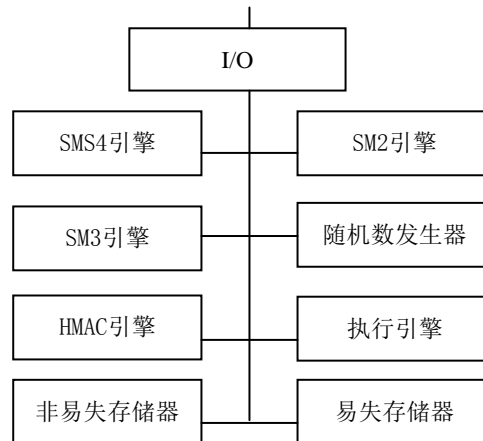 I/O
SMS4引擎
SM2引擎
SM3引擎
随机数发生器
HMAC引擎
执行引擎
非易失存储器
易失存储器